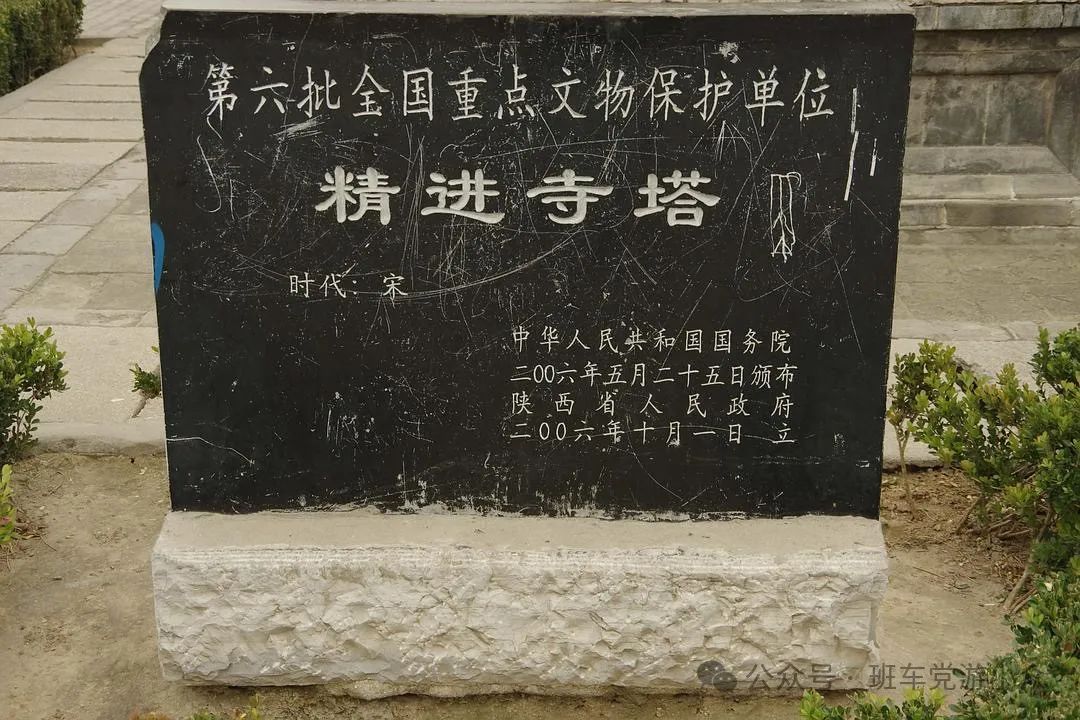 第六批全国重点文物保护单位
精进寺塔
时代：宋
中华人民共和国国务院
二00六年五月二十五日颁布
陕西省人民政府
二00六年十月一日 立
公众号·班车党游